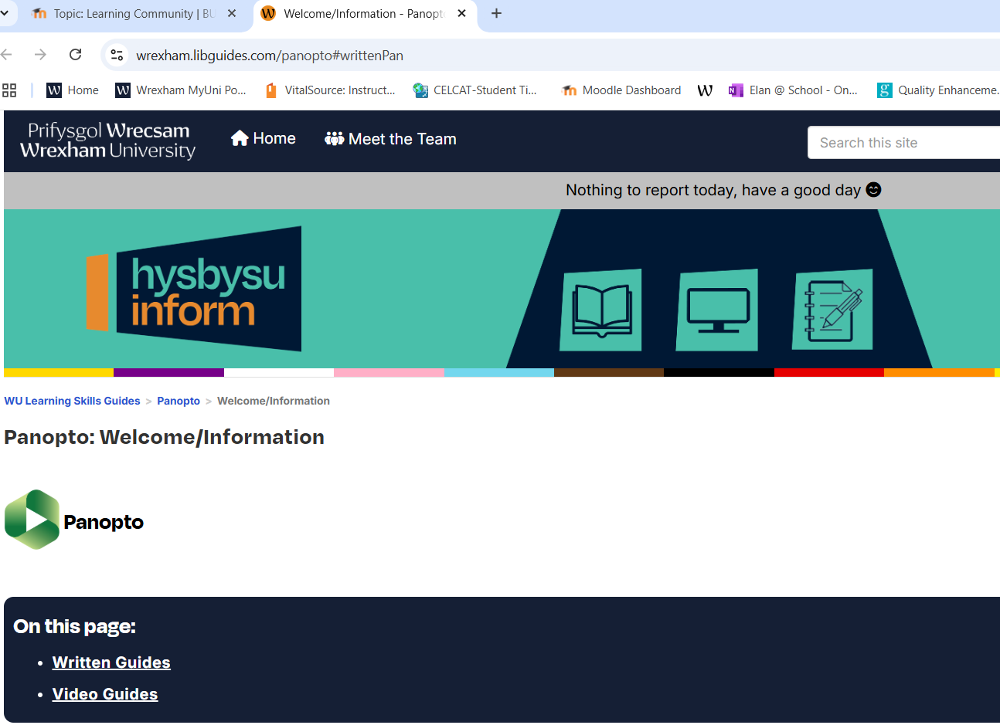 Topic: Learning Community | BU
Welcome/Information - Panopto
wrexham.libguides.com/panopto#writtenPan
Home
Wrexham MyUni Po...
VitalSource: Instruct...
CELCAT-Student Ti...
Moodle Dashboard
Elan @ School - On...
Quality Enhanceme.
Prifysgol Wrecsam
Wrexham University
Home
Meet the Team
Search this site
Nothing to report today, have a good day
hysbysu
inform
WU Learning Skills Guides > Panopto > Welcome/Information
Panopto: Welcome/Information
Panopto
On this page:
• Written Guides
• Video Guides